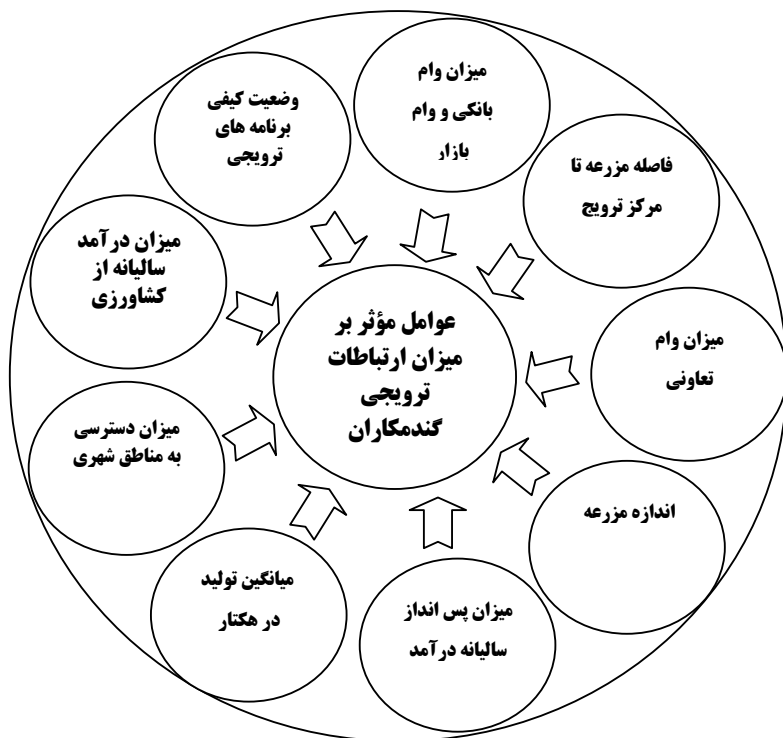 میزان وام
بانکی و وام
بازار
فاصله مزرعه تا
مرکز ترویج
میزان وام
تعاونی
اندازه مزرعه
میزان پس انداز
سالیانه درآمد
میانگین تولید
در هکتار
میزان دسترسی
به مناطق شهری
میزان درآمد
سالیانه از
کشاورزی
وضعیت کیفی
برنامه های
ترویجی
عوامل مؤثر بر
میزان ارتباطات
ترویجی
گندمکاران